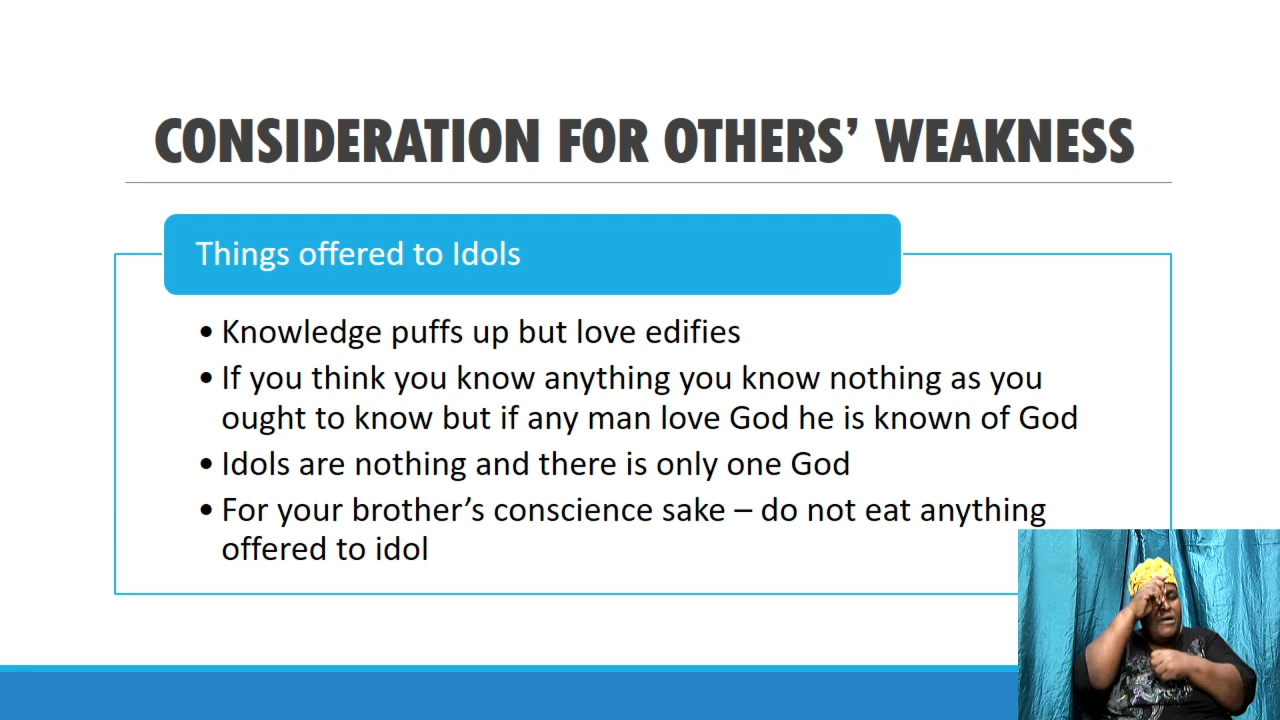 CONSIDERATION FOR OTHERS’ WEAKNESS
Things offered to Idols
• Knowledge puffs up but love edifies
• If you think you know anything you know nothing as you
ought to know but if any man love God he is known of God
• Idols are nothing and there is only one God
• For your brother’s conscience sake – do not eat anything
offered to idol